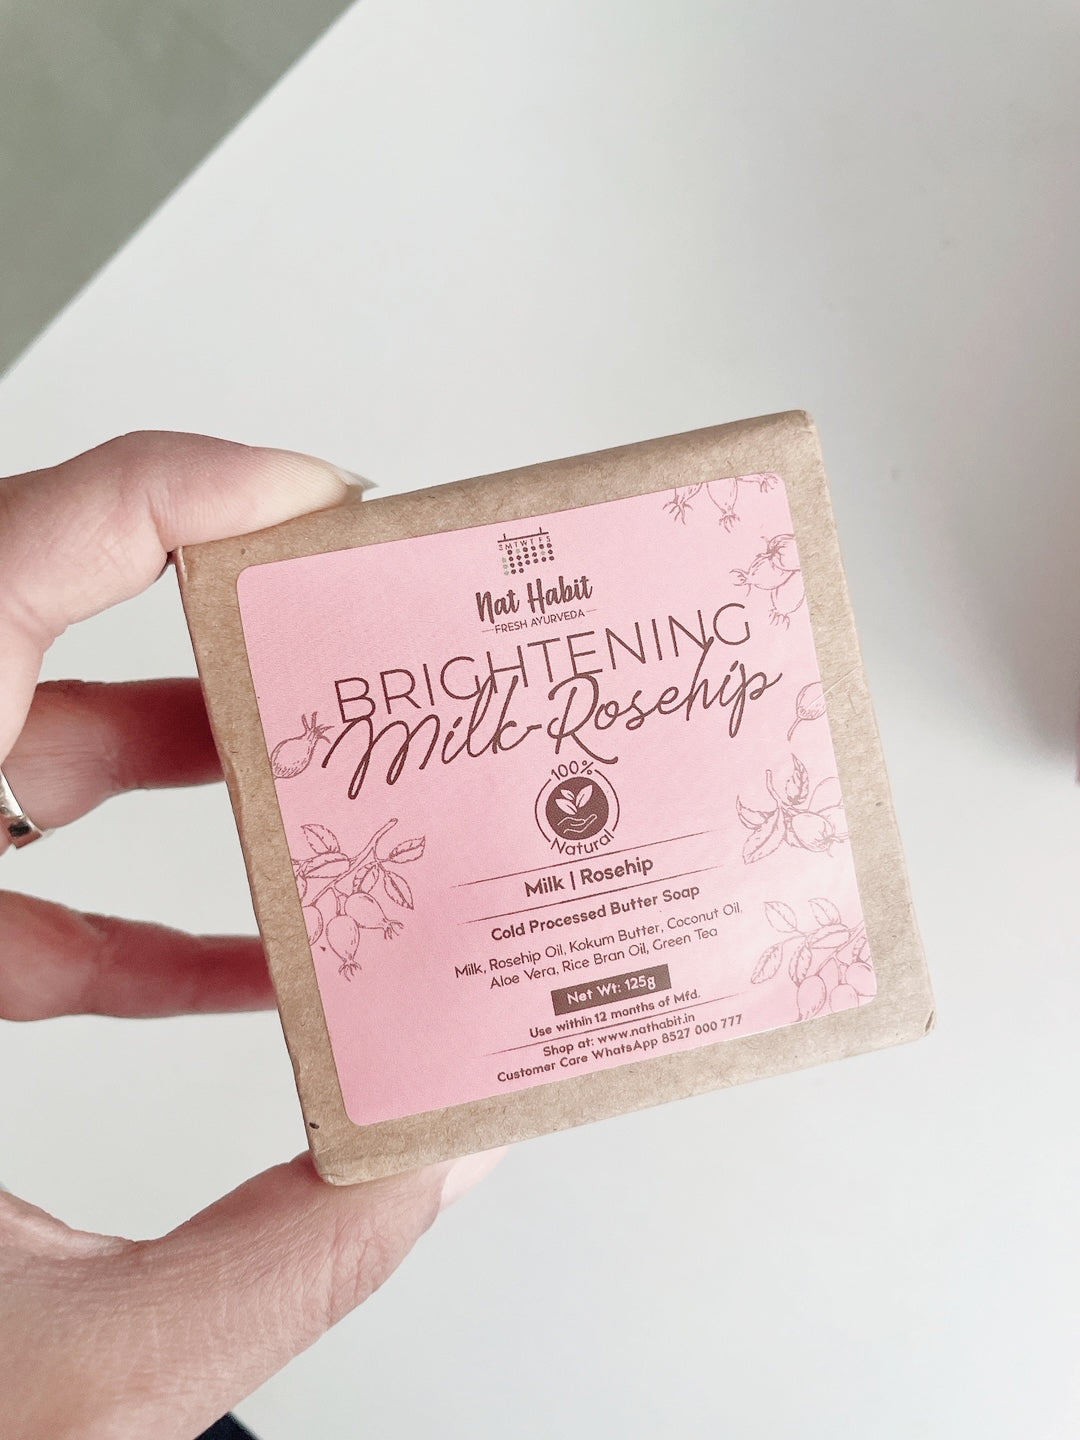 SMTWTFS
Nat Habit
FRESH AYURVEDA
BRIGHTENING
Milk-Rosehip
100%
Natural
Milk | Rosehip
Cold Processed Butter Soap
Milk, Rosehip Oil, Kokum Butter, Coconut Oil,
Aloe Vera, Rice Bran Oil, Green Tea
Net Wt: 125g
Use within 12 months of Mfd.
Shop at: www.nathabit.in
Customer Care WhatsApp 8527 000 777